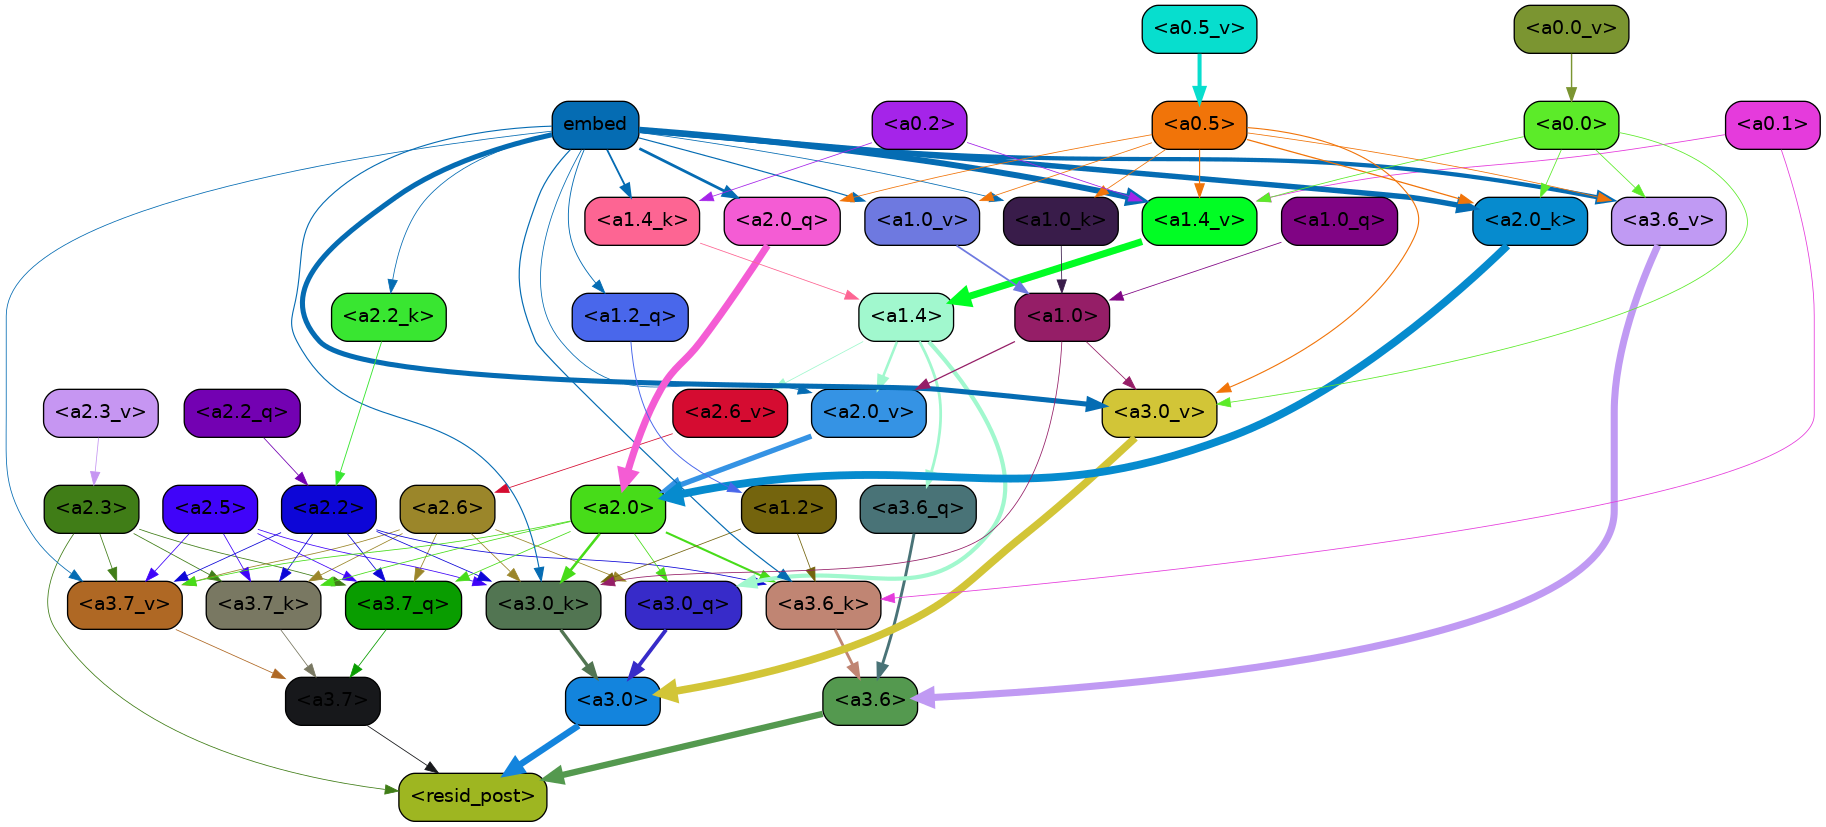 <a0.5_v>
<a0.0_v>
embed
<a0.2>
<a0.5>
<a0.0>
<a0.1>
<a1.4_k>
<a2.0_q>
<a1.0_v>
<a1.0_k>
<a1.4_v>
<a1.0_q>
<a2.0_k>
<a3.6_v>
<a2.2_k>
<a1.2_q>
<a1.4>
<a1.0>
<a2.3_v>
<a2.2_q>
<a2.6_v>
<a2.0_v>
<a3.0_v>
<a2.3>
<a2.5>
<a2.2>
<a2.6>
<a2.0>
<a1.2>
<a3.6_q>
<a3.7_v>
<a3.7_k>
<a3.7_q>
<a3.0_k>
<a3.0_q>
<a3.6_k>
<a3.7>
<a3.0>
<a3.6>
<resid_post>